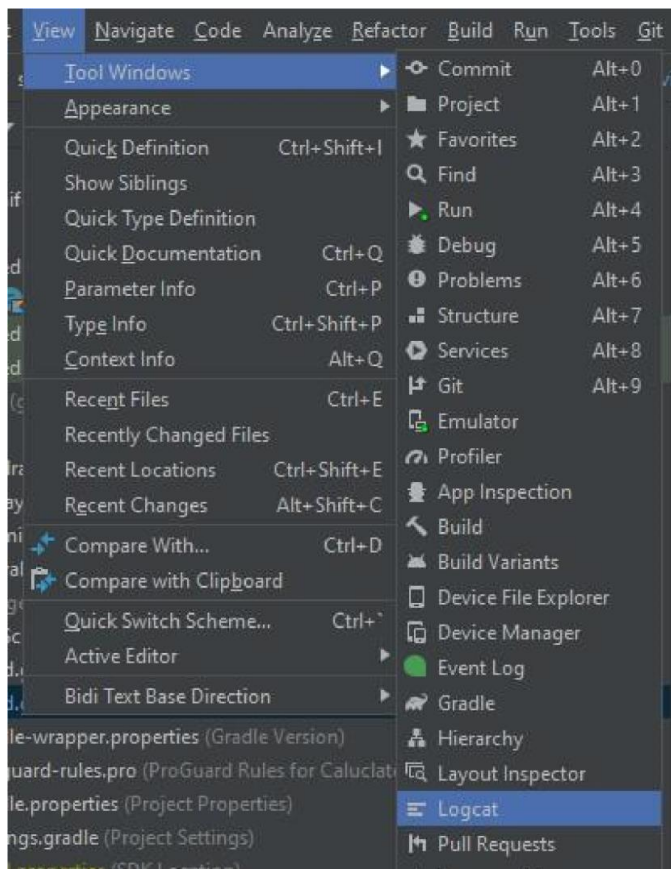 View Navigate Code Analyze Refactor Build Run Tools Git
Tool Windows
Appearance
Quick Definition Ctrl+Shift+I
Show Siblings
Quick Type Definition
Quick Documentation Ctrl+Q
Parameter Info Ctrl+P
Type Info Ctrl+Shift+P
Context Info Alt+Q
Recent Files Ctrl+E
Recently Changed Files
Recent Locations Ctrl+Shift+E
Recent Changes Alt+Shift+C
Compare With... Ctrl+D
Compare with Clipboard
Quick Switch Scheme... Ctrl+`
Active Editor
Bidi Text Base Direction
Commit Alt+0
Project Alt+1
Favorites Alt+2
Find Alt+3
Run Alt+4
Debug Alt+5
Problems Alt+6
Structure Alt+7
Services Alt+8
Git Alt+9
Emulator
Profiler
App Inspection
Build
Build Variants
Device File Explorer
Device Manager
Event Log
Gradle
Hierarchy
Layout Inspector
Logcat
Pull Requests
le-wrapper.properties (Gradle Version)
guard-rules.pro (ProGuard Rules for Caluclat
le.properties (Project Properties)
ngs.gradle (Project Settings)